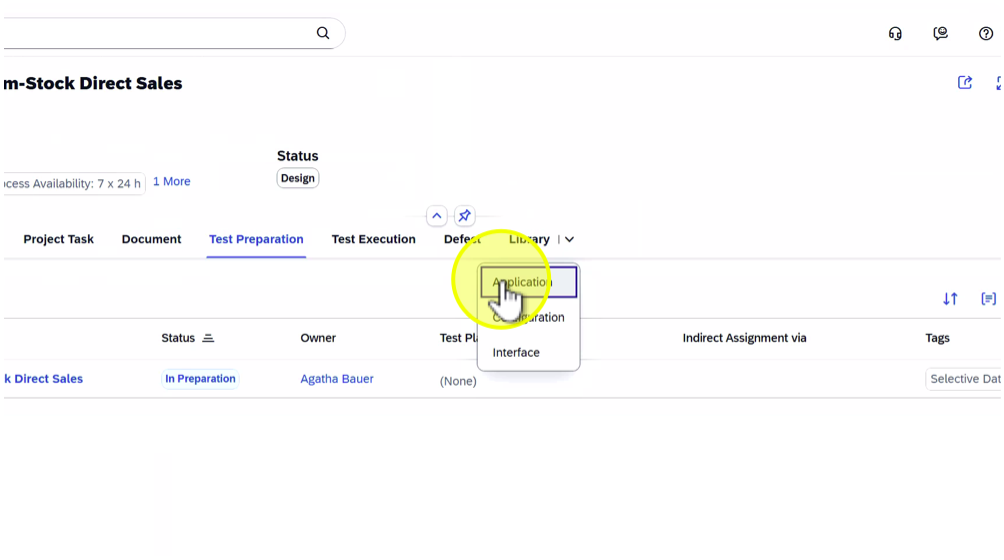 m-Stock Direct Sales
Status
Design
ocess Availability: 7 x 24 h
1 More
Project Task
Document
Test Preparation
Test Execution
Defect
Library
Application
Configuration
Interface
Status
Owner
Test Pl
Indirect Assignment via
Tags
k Direct Sales
In Preparation
Agatha Bauer
(None)
Selective Dat